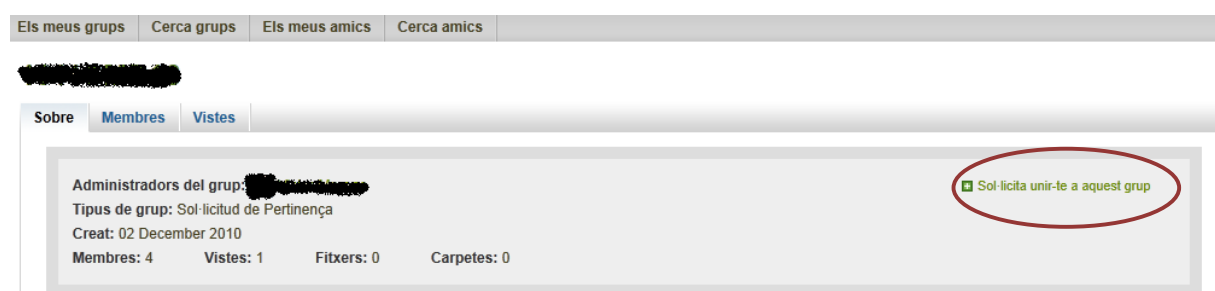 Els meus grups Cerca grups Els meus amics Cerca amics
Sobre Membres Vistes
Administradors del grup:
Sol·licita unir-te a aquest grup
Tipus de grup: Sol·licitud de Pertinença
Creat: 02 December 2010
Membres: 4 Vistes: 1 Fitxers: 0 Carpetes: 0